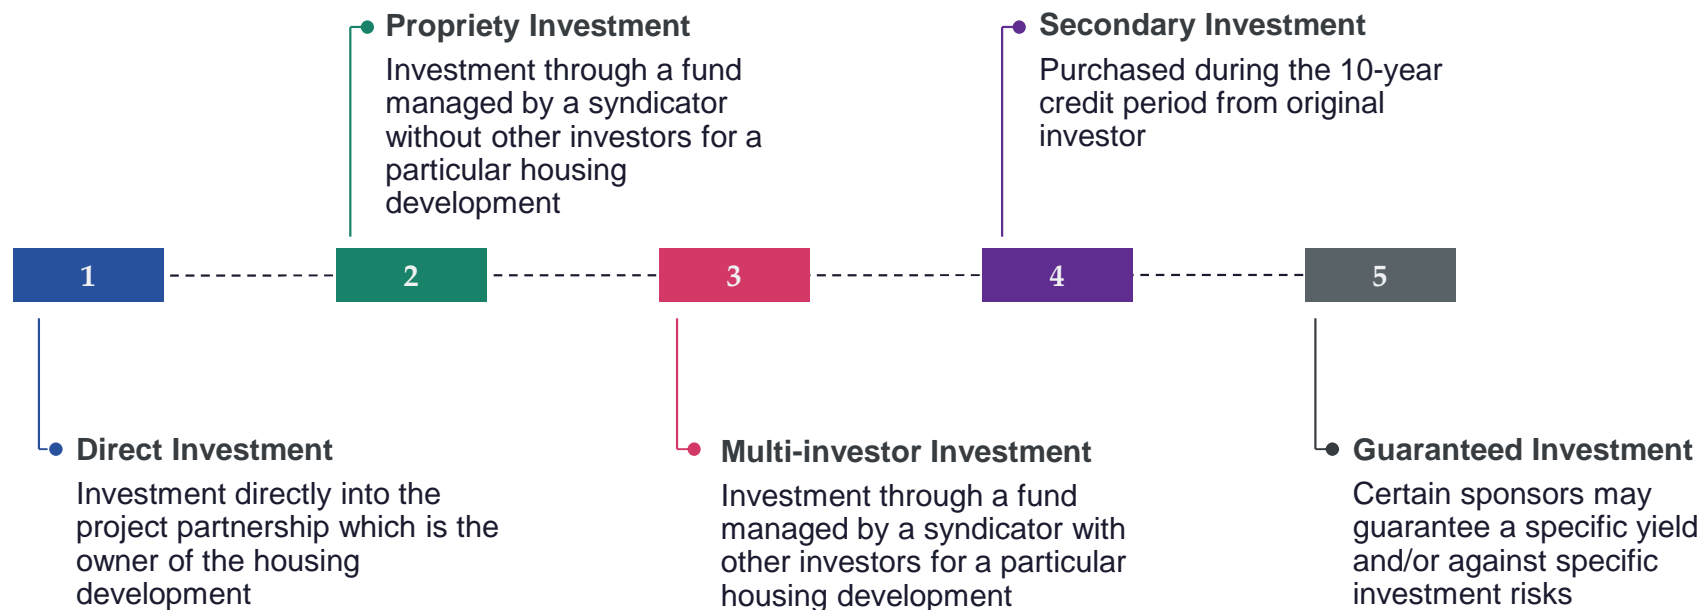 Propriety Investment
Investment through a fund
managed by a syndicator
without other investors for a
particular housing
development
Secondary Investment
Purchased during the 10-year
credit period from original
investor
1
2
3
4
5
Direct Investment
Investment directly into the
project partnership which is the
owner of the housing
development
Multi-investor Investment
Investment through a fund
managed by a syndicator with
other investors for a particular
housing development
Guaranteed Investment
Certain sponsors may
guarantee a specific yield
and/or against specific
investment risks